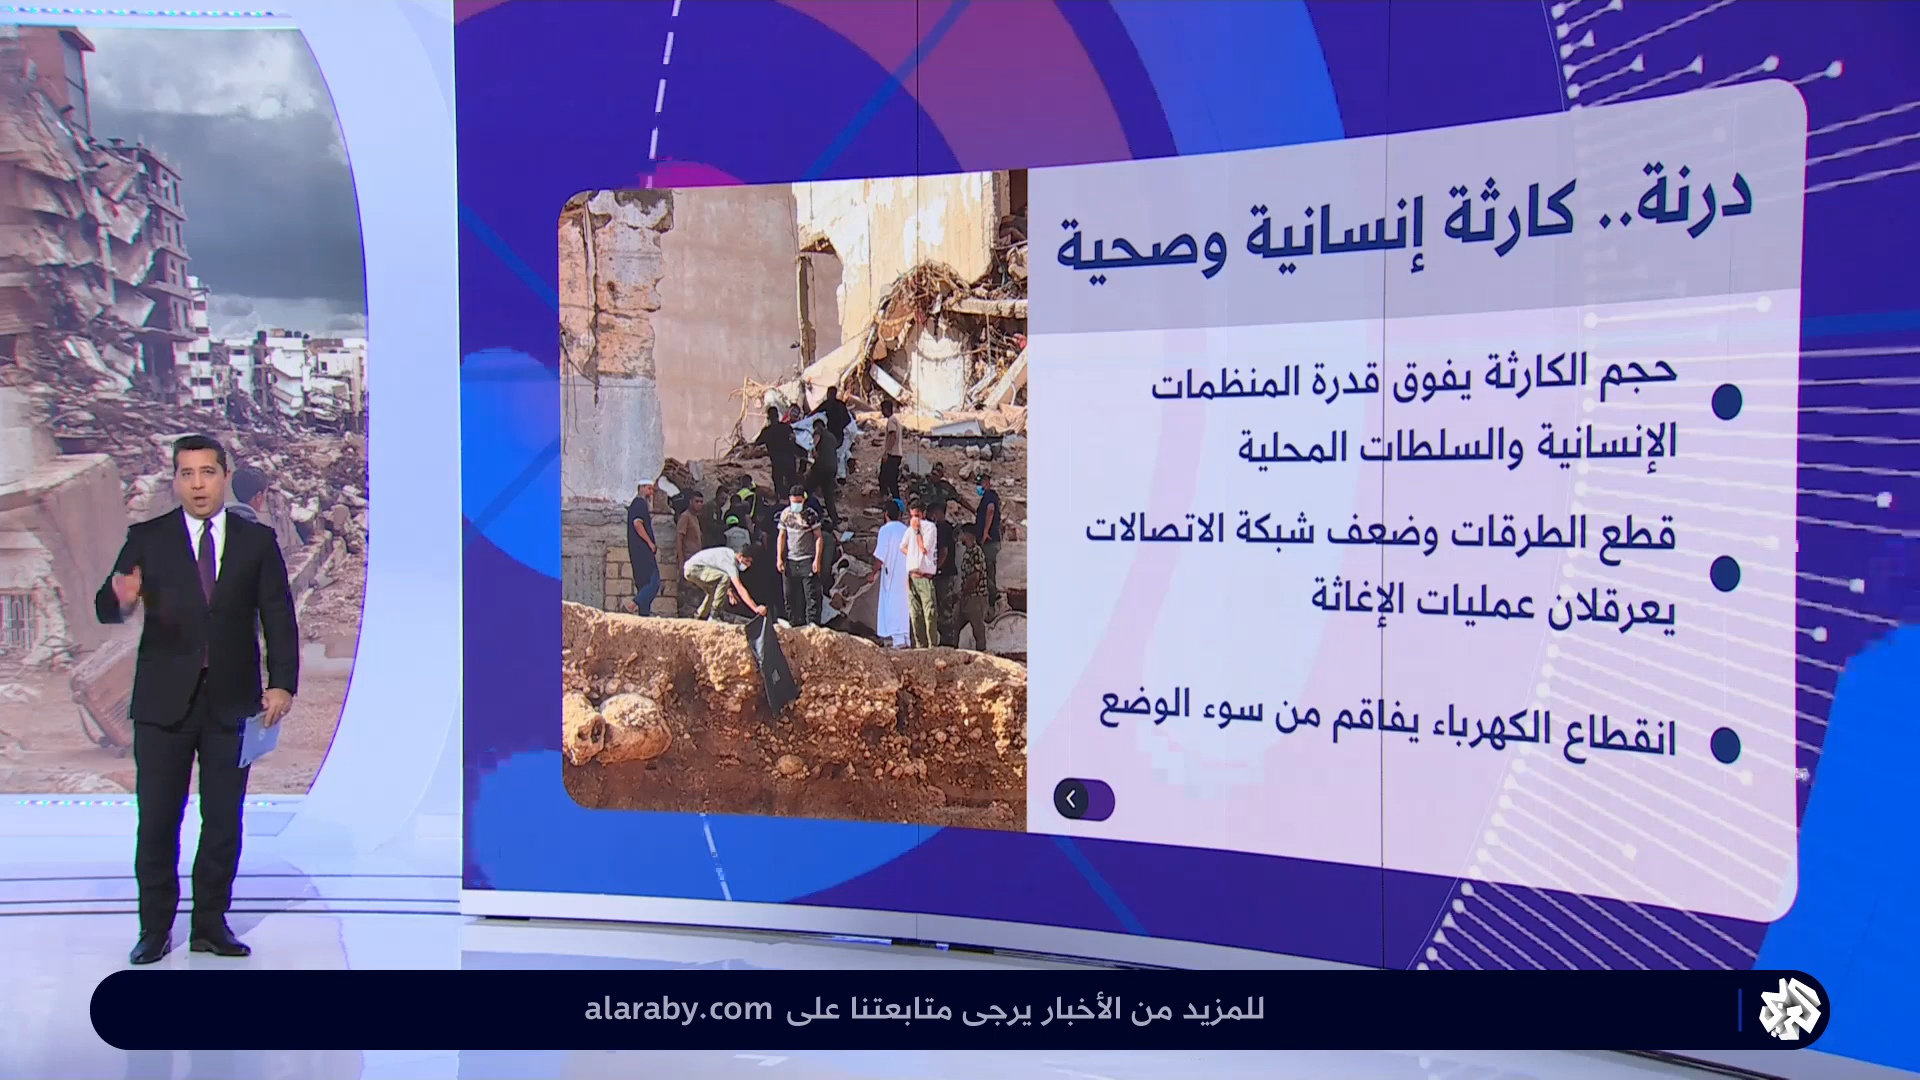 درنة.. كارثة إنسانية وصحية
حجم الكارثة يفوق قدرة المنظمات
الإنسانية والسلطات المحلية
قطع الطرقات وضعف شبكة الاتصالات
يعرقلان عمليات الإغاثة
انقطاع الكهرباء يفاقم من سوء الوضع
للمزيد من الأخبار يرجى متابعتنا على alaraby.com